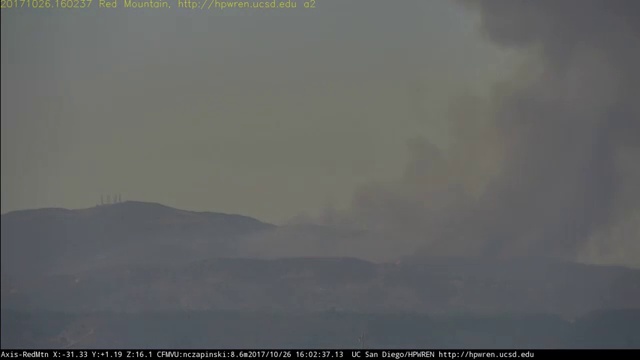 20171026.160237 Red Mountain, http://hpwren.ucsd.edu a2
Axis-RedMtn X:-31.33 Y:+1.19 Z:16.1 CFMVU:nczapinski:8.6m2017/10/26 16:02:37.13 UC San Diego/HPWREN http://hpwren.ucsd.edu